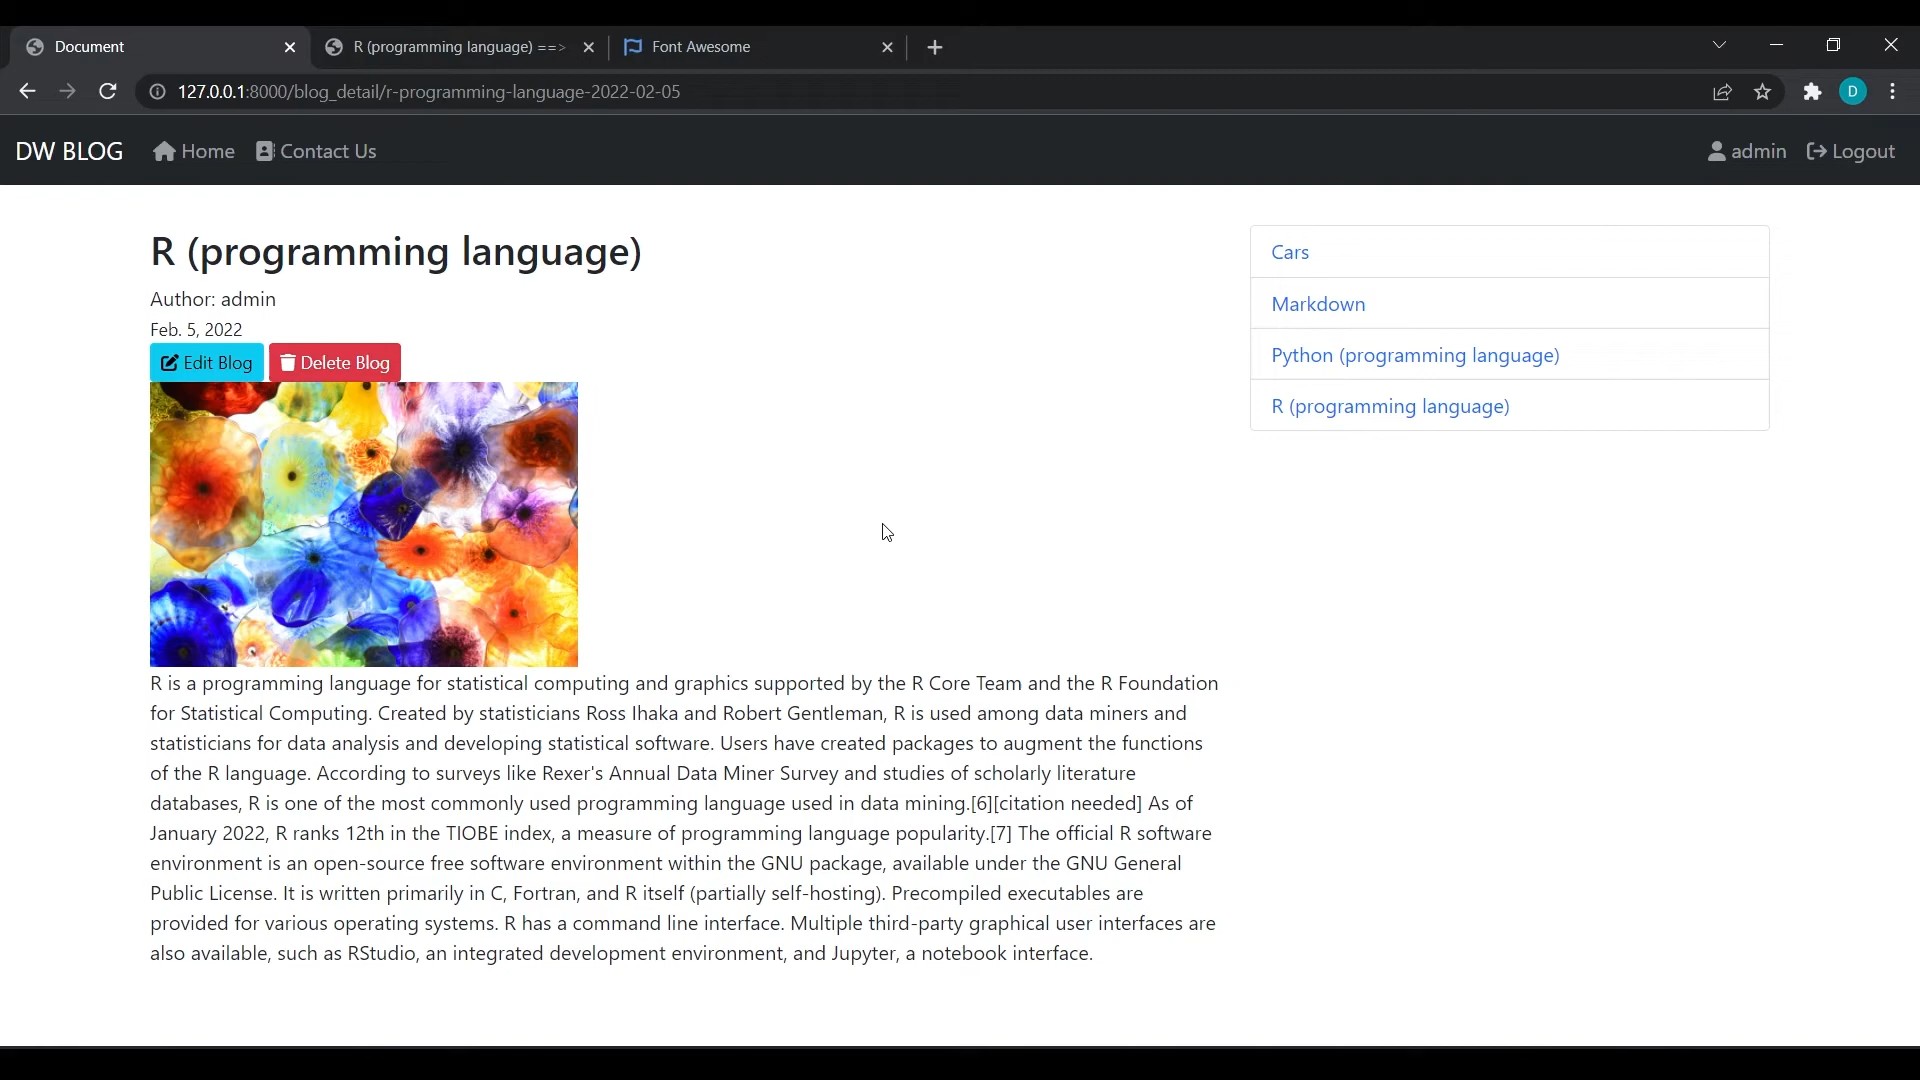 Document
R (programming language) ==>
Font Awesome
127.0.0.1:8000/blog_detail/r-programming-language-2022-02-05
D
DW BLOG
Home
Contact Us
admin
Logout
R (programming language)
Author: admin
Feb. 5, 2022
Edit Blog
Delete Blog
R is a programming language for statistical computing and graphics supported by the R Core Team and the R Foundation
for Statistical Computing. Created by statisticians Ross Ihaka and Robert Gentleman, R is used among data miners and
statisticians for data analysis and developing statistical software. Users have created packages to augment the functions
of the R language. According to surveys like Rexer's Annual Data Miner Survey and studies of scholarly literature
databases, R is one of the most commonly used programming language used in data mining.[6][citation needed] As of
January 2022, R ranks 12th in the TIOBE index, a measure of programming language popularity.[7] The official R software
environment is an open-source free software environment within the GNU package, available under the GNU General
Public License. It is written primarily in C, Fortran, and R itself (partially self-hosting). Precompiled executables are
provided for various operating systems. R has a command line interface. Multiple third-party graphical user interfaces are
also available, such as RStudio, an integrated development environment, and Jupyter, a notebook interface.
Cars
Markdown
Python (programming language)
R (programming language)